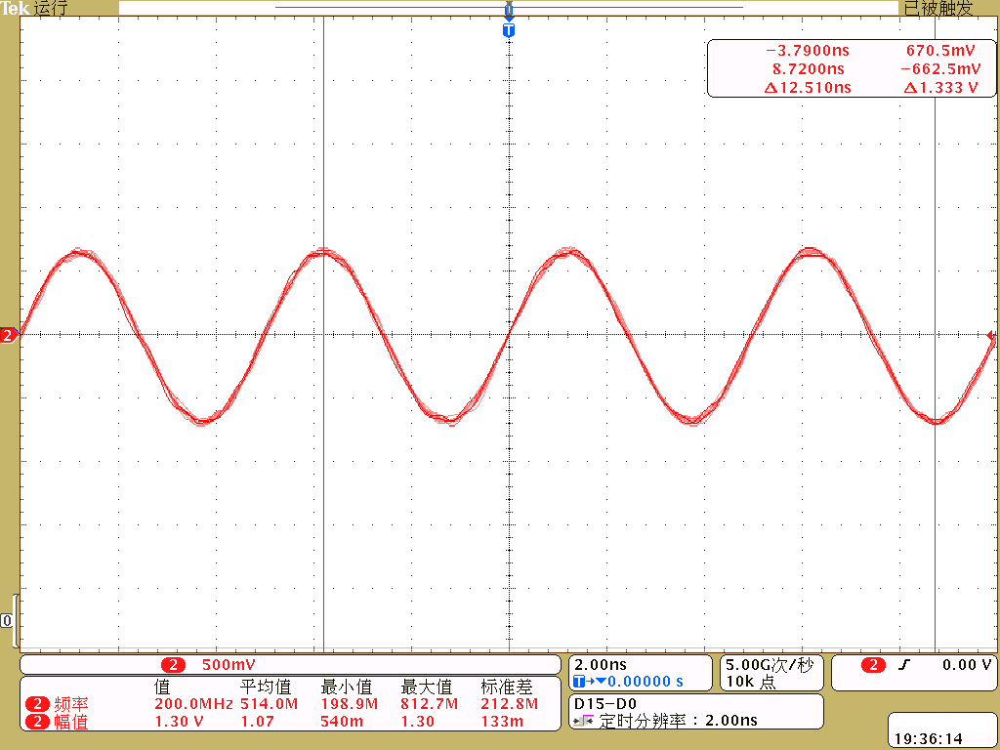 Tek 运行 已被触发
T
−3.7900ns 670.5mV
8.7200ns −662.5mV
Δ12.510ns Δ1.333 V
2
0
2 500mV
值 平均值 最小值 最大值 标准差
2 频率 200.0MHz 514.0M 198.9M 812.7M 212.8M
2 幅值 1.30 V 1.07 540m 1.30 133m
2.00ns
T→▼0.00000 s
5.00G次/秒
10k 点
2 0.00 V
D15-D0
定时分辨率：2.00ns
19:36:14